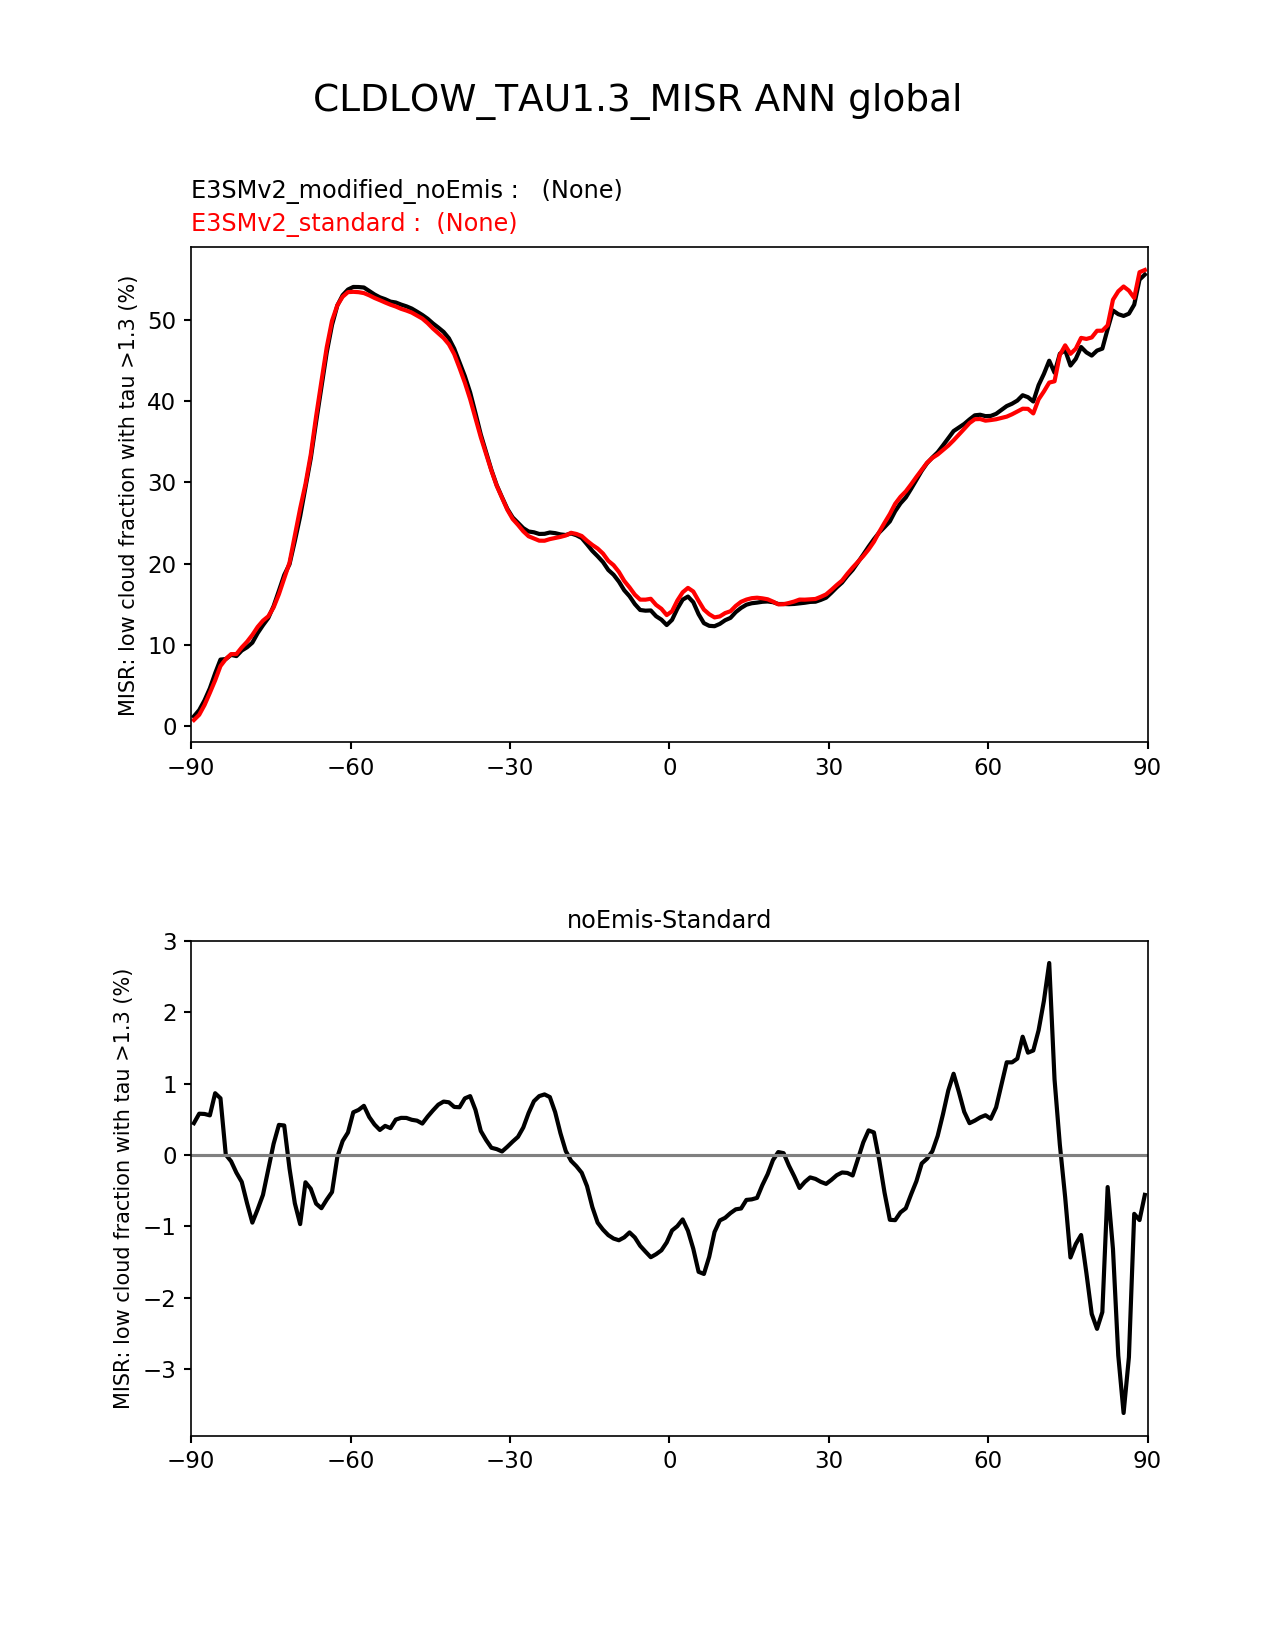 CLDLOW_TAU1.3_MISR ANN global
E3SMv2_modified_noEmis :   (None)
E3SMv2_standard :  (None)
MISR: low cloud fraction with tau >1.3 (%)
50
40
30
20
10
0
−90 −60 −30 0 30 60 90
noEmis-Standard
MISR: low cloud fraction with tau >1.3 (%)
3
2
1
0
−1
−2
−3
−90 −60 −30 0 30 60 90